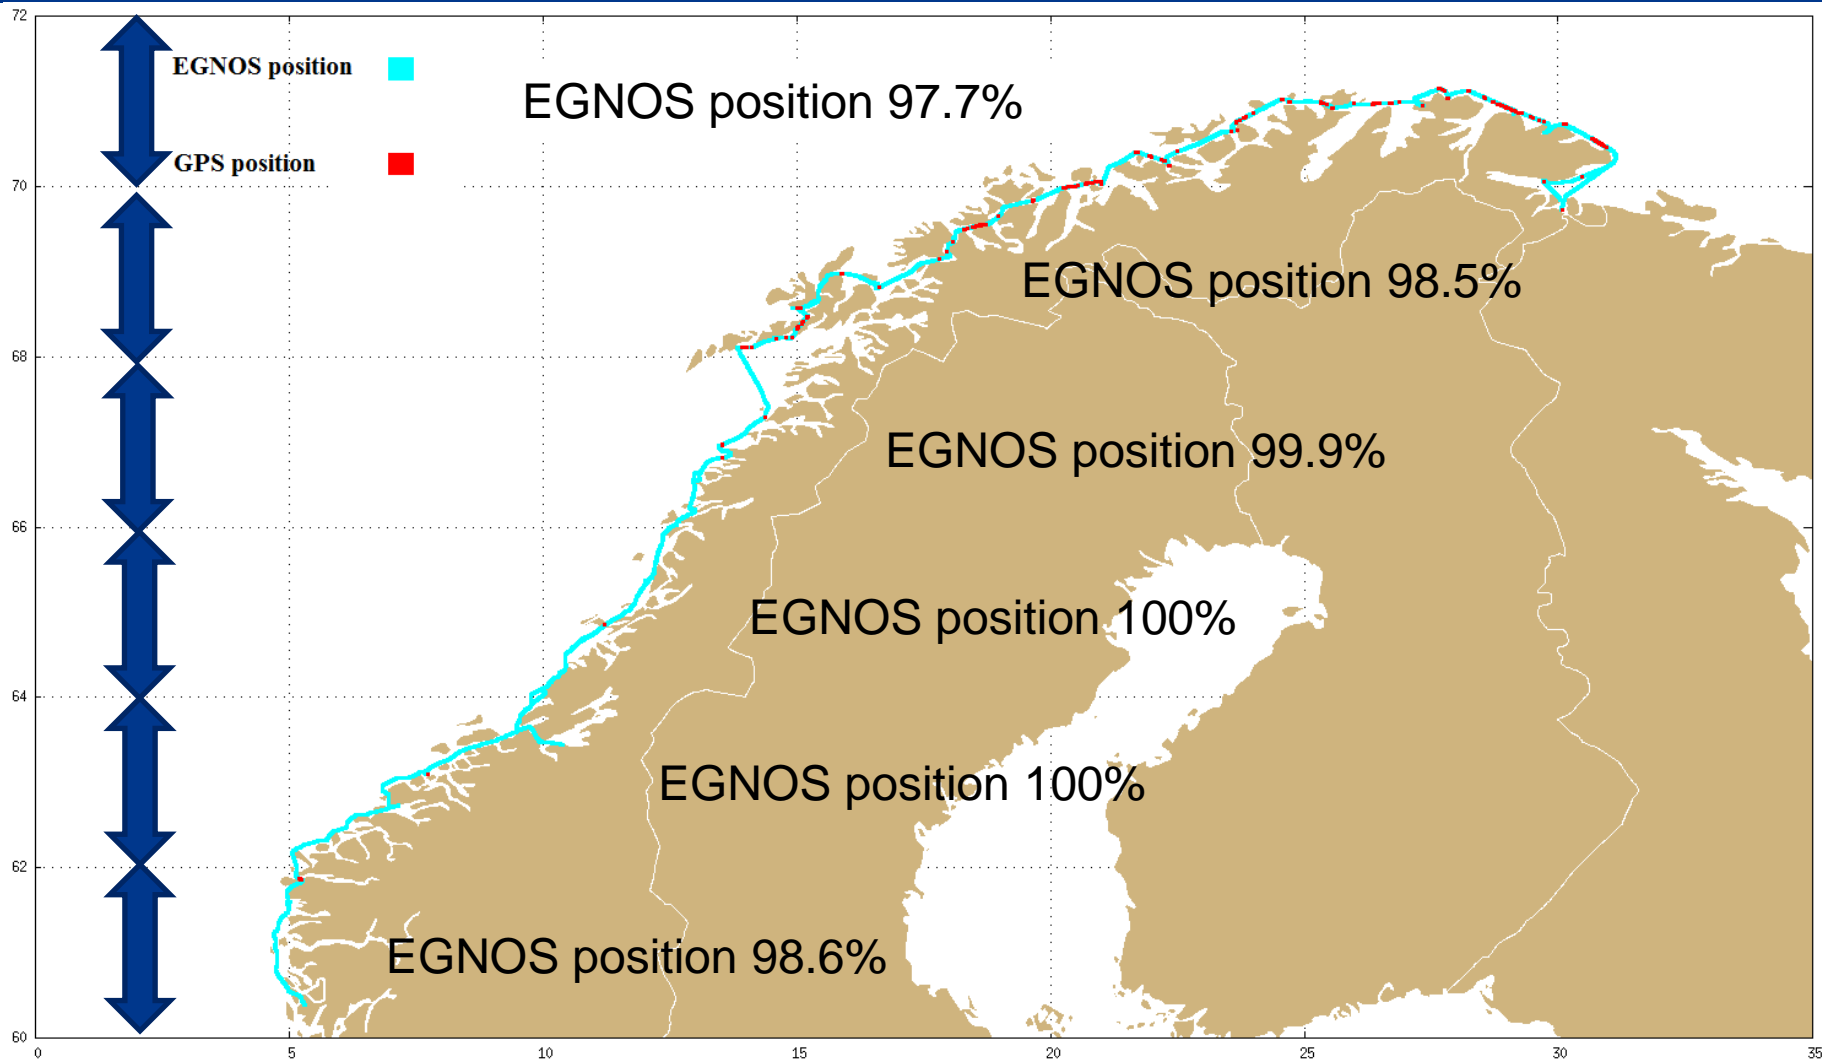 72
EGNOS position
EGNOS position 97.7%
GPS position
70
EGNOS position 98.5%
68
EGNOS position 99.9%
66
EGNOS position 100%
64
EGNOS position 100%
62
EGNOS position 98.6%
60
0 5 10 15 20 25 30 35